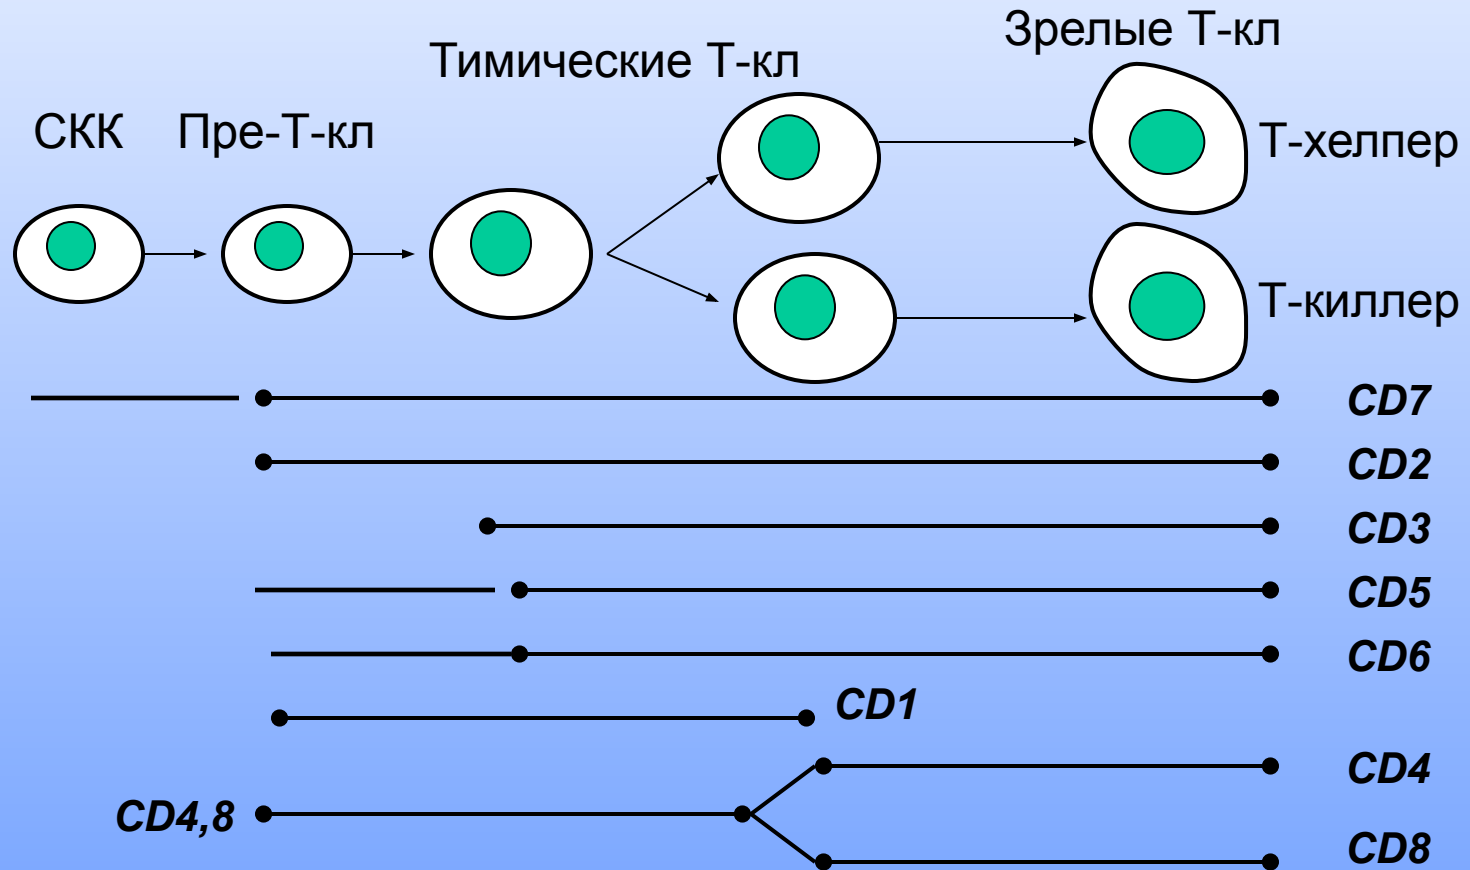 Зрелые Т-кл
Тимические Т-кл
СКК
Пре-Т-кл
Т-хелпер
Т-киллер
CD7
CD2
CD3
CD5
CD6
CD1
CD4
CD4,8
CD8